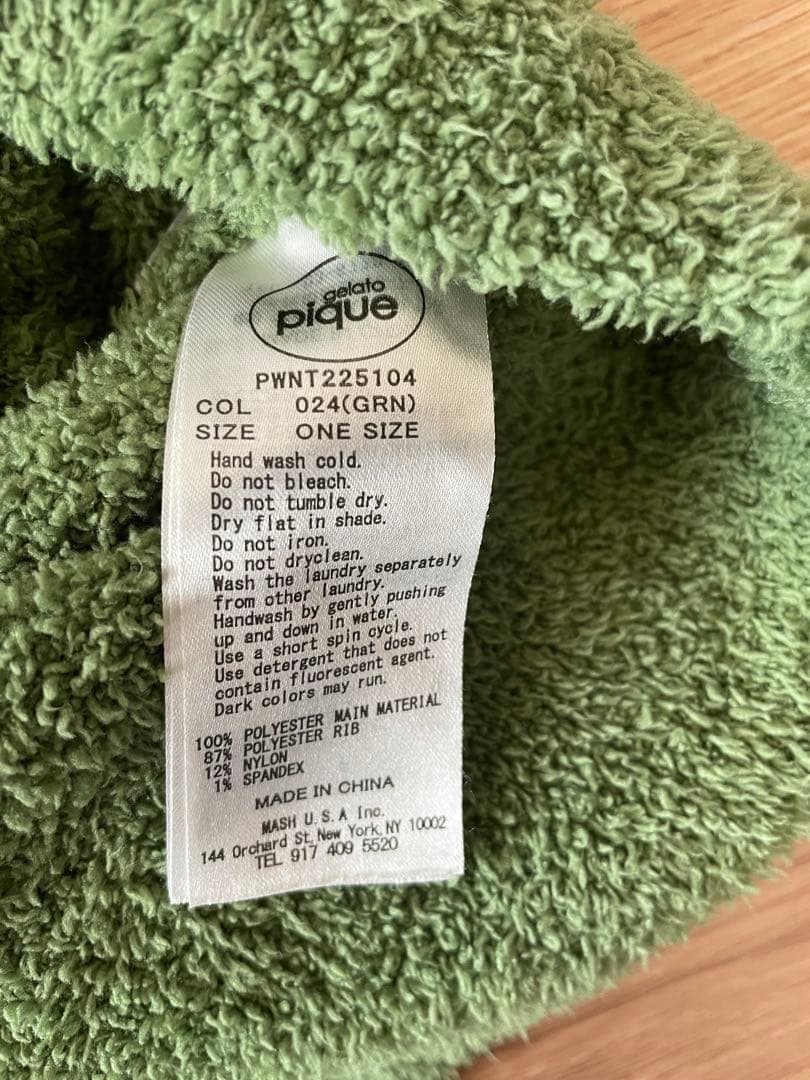 gelato
pique
PWNT225104
COL 024(GRN)
SIZE ONE SIZE
Hand wash cold.
Do not bleach.
Do not tumble dry.
Dry flat in shade.
Do not iron.
Do not dryclean.
Wash the laundry separately
from other laundry.
Handwash by gently pushing
up and down in water.
Use a short spin cycle.
Use detergent that does not
contain fluorescent agent.
Dark colors may run.
100% POLYESTER MAIN MATERIAL
87% POLYESTER RIB
12% NYLON
1% SPANDEX
MADE IN CHINA
MASH U.S.A Inc.
144 Orchard St, New York, NY 10002
TEL 917 409 5520